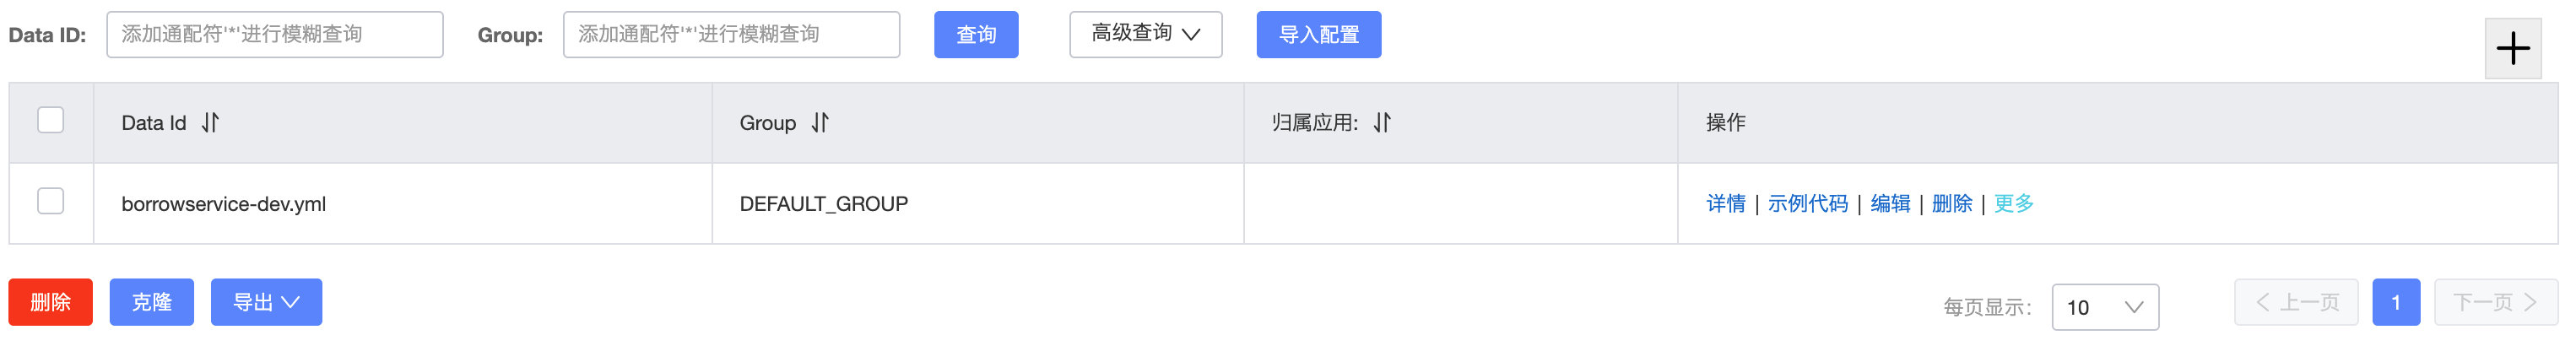 Data ID: 添加通配符'*'进行模糊查询 Group: 添加通配符'*'进行模糊查询 查询 高级查询 导入配置
Data Id Group 归属应用: 操作
borrowservice-dev.yml DEFAULT_GROUP 详情 | 示例代码 | 编辑 | 删除 | 更多
删除 克隆 导出 每页显示: 10 上一页 1 下一页